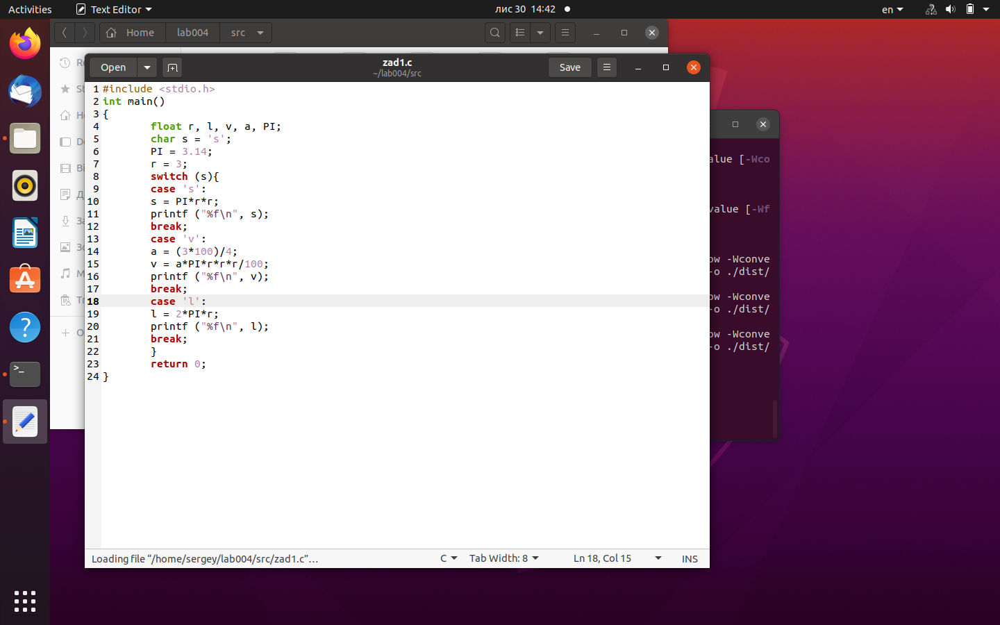 Activities Text Editor лис 30 14:42 en
Home lab004 src
Open zad1.c Save
~/lab004/src
1 #include <stdio.h>
2 int main()
3 {
4 float r, l, v, a, PI;
5 char s = 's';
6 PI = 3.14;
7 r = 3;
8 switch (s){
9 case 's':
10 s = PI*r*r;
11 printf ("%f\n", s);
12 break;
13 case 'v':
14 a = (3*100)/4;
15 v = a*PI*r*r*r/100;
16 printf ("%f\n", v);
17 break;
18 case 'l':
19 l = 2*PI*r;
20 printf ("%f\n", l);
21 break;
22 }
23 return 0;
24 }
Loading file “/home/sergey/lab004/src/zad1.c”… C Tab Width: 8 Ln 18, Col 15 INS
alue [-Wco
value [-Wf
ow -Wconve
-o ./dist/
ow -Wconve
-o ./dist/
ow -Wconve
-o ./dist/